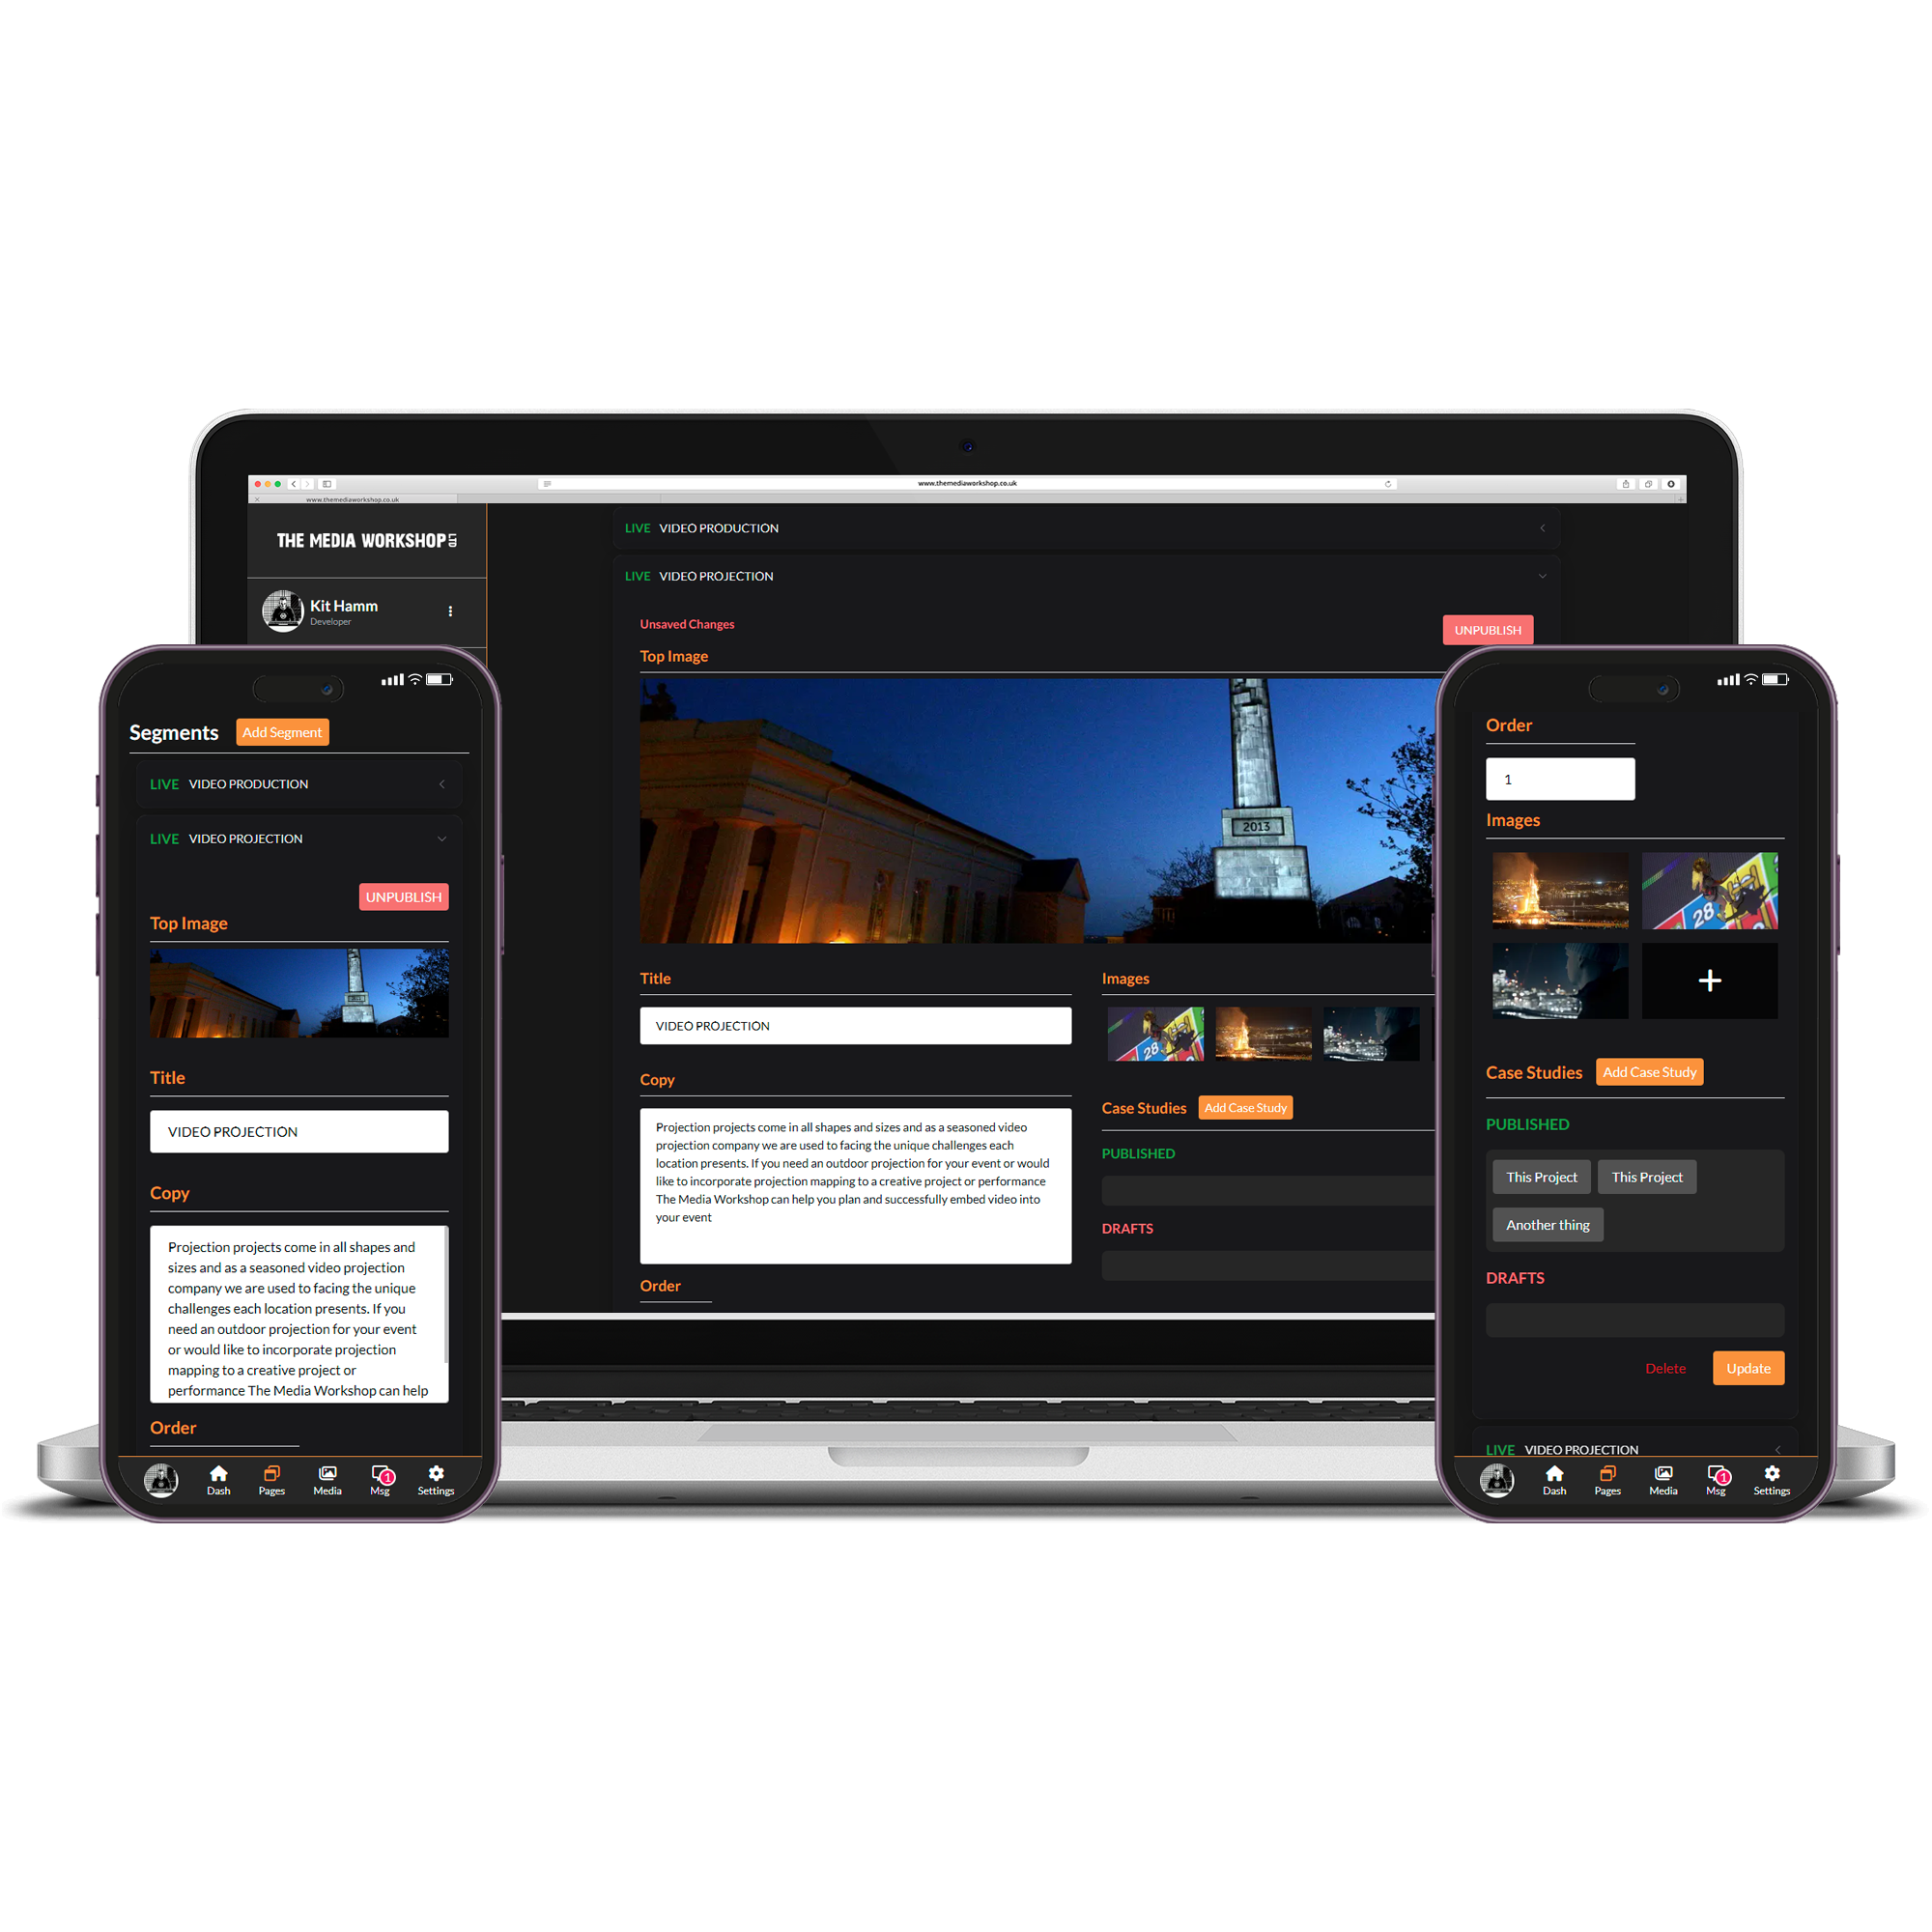 www.themediaworkshop.co.uk
www.themediaworkshop.co.uk
THE MEDIA WORKSHOP LTD
Kit Hamm
Developer
LIVE VIDEO PRODUCTION
LIVE VIDEO PROJECTION
Unsaved Changes
UNPUBLISH
Top Image
2013
Title
VIDEO PROJECTION
Copy
Projection projects come in all shapes and sizes and as a seasoned video
projection company we are used to facing the unique challenges each
location presents. If you need an outdoor projection for your event or would
like to incorporate projection mapping to a creative project or performance
The Media Workshop can help you plan and successfully embed video into
your event
Order
Images
28
Case Studies Add Case Study
PUBLISHED
DRAFTS
Segments Add Segment
LIVE VIDEO PRODUCTION
LIVE VIDEO PROJECTION
UNPUBLISH
Top Image
Title
VIDEO PROJECTION
Copy
Projection projects come in all shapes and
sizes and as a seasoned video projection
company we are used to facing the unique
challenges each location presents. If you
need an outdoor projection for your event
or would like to incorporate projection
mapping to a creative project or
performance The Media Workshop can help
Order
Dash Pages Media Msg 1 Settings
Order
1
Images
28
Case Studies Add Case Study
PUBLISHED
This Project This Project
Another thing
DRAFTS
Delete Update
LIVE VIDEO PROJECTION
Dash Pages Media Msg 1 Settings